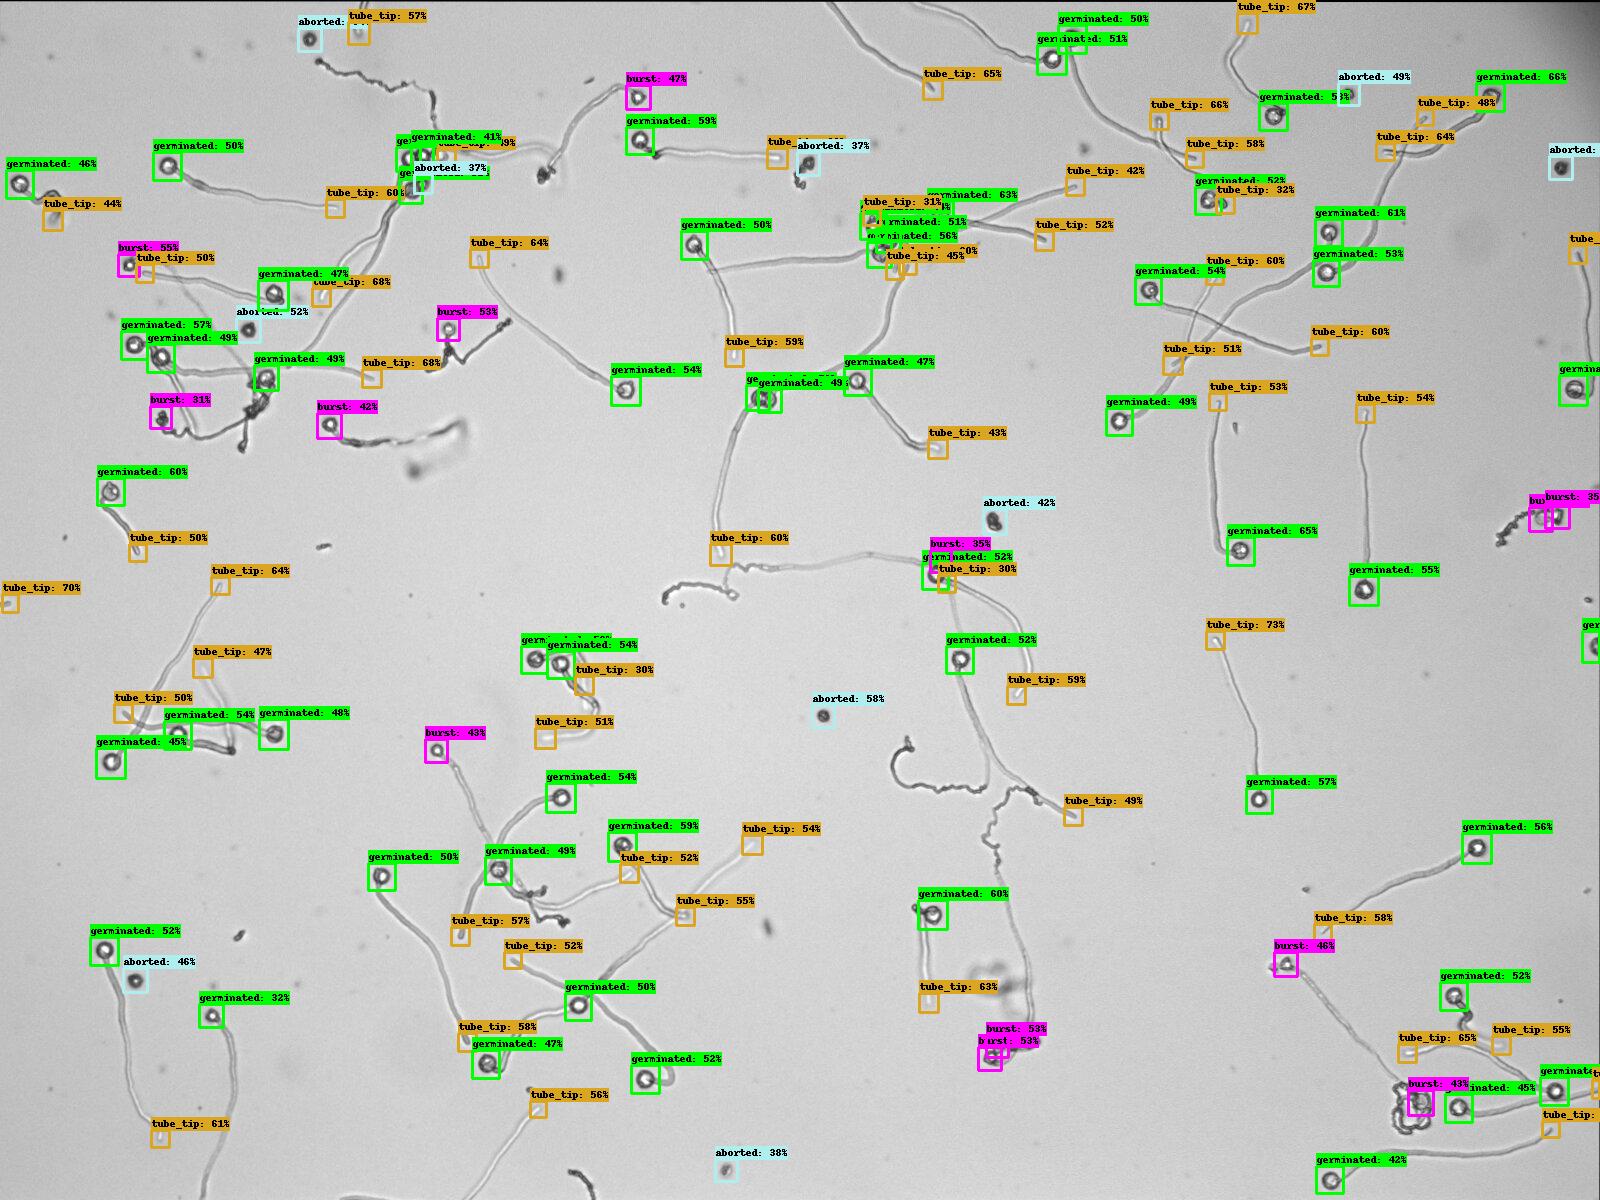 aborted:
tube_tip: 57%
tube_tip: 67%
germinated: 50%
germinated: 51%
tube_tip: 65%
burst: 47%
aborted: 49%
germinated: 66%
germinated:
tube_tip: 48%
tube_tip: 66%
germinated: 59%
germinated: 41%
tube_tip: 64%
germinated: 50%
tube_tip: 58%
aborted: 37%
aborted:
germinated: 46%
aborted: 37%
tube_tip: 42%
germinated: 52%
tube_tip: 32%
tube_tip: 60%
germinated: 63%
tube_tip: 31%
tube_tip: 44%
germinated: 61%
germinated: 50%
51%
tube_tip: 52%
56%
tube_tip: 64%
burst: 55%
tube_tip: 50%
tube_tip: 45%
germinated: 53%
tube_tip: 60%
germinated: 54%
germinated: 47%
tube_tip: 68%
aborted: 52%
burst: 53%
germinated: 57%
germinated: 49%
tube_tip: 59%
tube_tip: 60%
tube_tip: 51%
germinated: 49%
tube_tip: 68%
germinated: 54%
germinated: 47%
germinated: 49
tube_tip: 53%
tube_tip: 54%
burst: 31%
burst: 42%
germinated: 49%
tube_tip: 43%
germinated: 60%
aborted: 42%
burst: 35
tube_tip: 50%
tube_tip: 60%
germinated: 65%
burst: 35%
germinated: 52%
tube_tip: 30%
tube_tip: 64%
germinated: 55%
tube_tip: 70%
tube_tip: 73%
germinated: 54%
germinated: 52%
tube_tip: 47%
tube_tip: 30%
tube_tip: 59%
tube_tip: 50%
aborted: 58%
germinated: 54%
germinated: 48%
tube_tip: 51%
burst: 43%
germinated: 45%
germinated: 54%
germinated: 57%
tube_tip: 49%
germinated: 59%
tube_tip: 54%
germinated: 56%
germinated: 50%
germinated: 49%
tube_tip: 52%
germinated: 60%
tube_tip: 55%
tube_tip: 57%
tube_tip: 58%
germinated: 52%
tube_tip: 52%
burst: 46%
aborted: 46%
germinated: 52%
germinated: 32%
germinated: 50%
tube_tip: 63%
tube_tip: 58%
burst: 53%
tube_tip: 55%
germinated: 47%
burst: 53%
tube_tip: 65%
germinated: 52%
burst: 43%
45%
tube_tip: 56%
tube_tip: 61%
tube_tip:
aborted: 38%
germinated: 42%